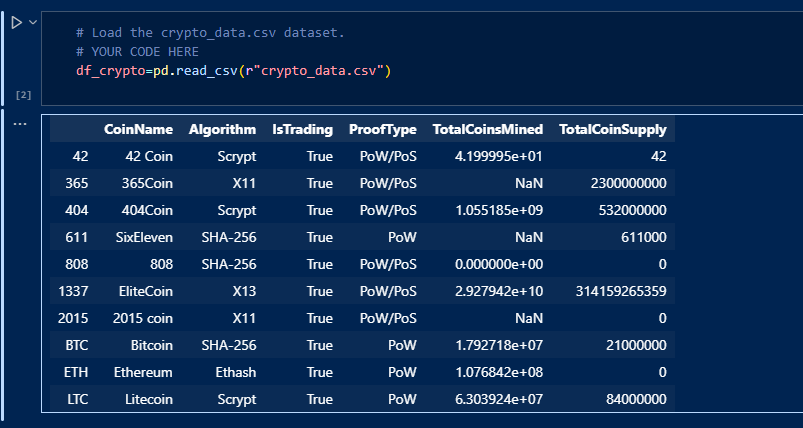 # Load the crypto_data.csv dataset.
# YOUR CODE HERE
df_crypto=pd.read_csv(r"crypto_data.csv")
[2]
...
CoinName Algorithm IsTrading ProofType TotalCoinsMined TotalCoinSupply
42 42 Coin Scrypt True PoW/PoS 4.199995e+01 42
365 365Coin X11 True PoW/PoS NaN 2300000000
404 404Coin Scrypt True PoW/PoS 1.055185e+09 532000000
611 SixEleven SHA-256 True PoW NaN 611000
808 808 SHA-256 True PoW/PoS 0.000000e+00 0
1337 EliteCoin X13 True PoW/PoS 2.927942e+10 314159265359
2015 2015 coin X11 True PoW/PoS NaN 0
BTC Bitcoin SHA-256 True PoW 1.792718e+07 21000000
ETH Ethereum Ethash True PoW 1.076842e+08 0
LTC Litecoin Scrypt True PoW 6.303924e+07 84000000